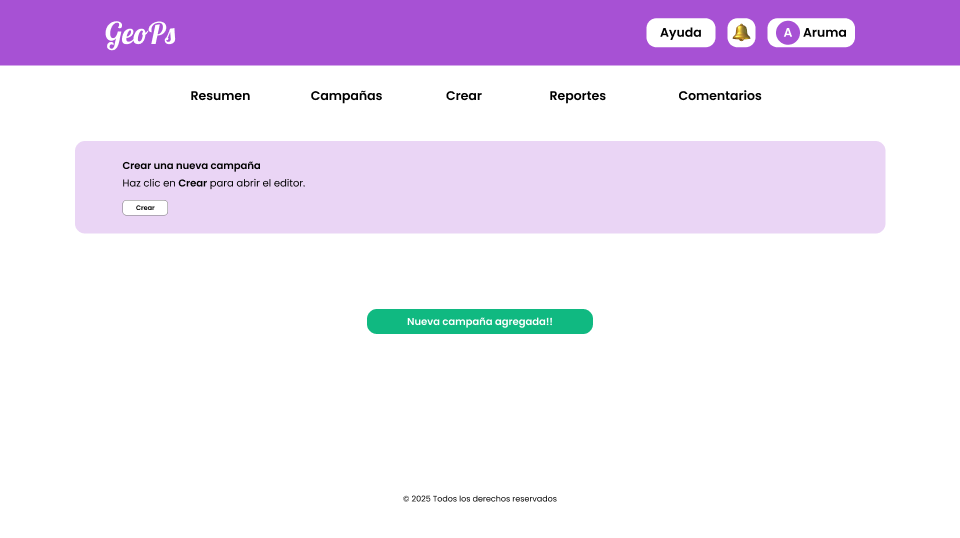 GeoPs
Ayuda
A Aruma
Resumen Campañas Crear Reportes Comentarios
Crear una nueva campaña
Haz clic en Crear para abrir el editor.
Crear
Nueva campaña agregada!!
© 2025 Todos los derechos reservados